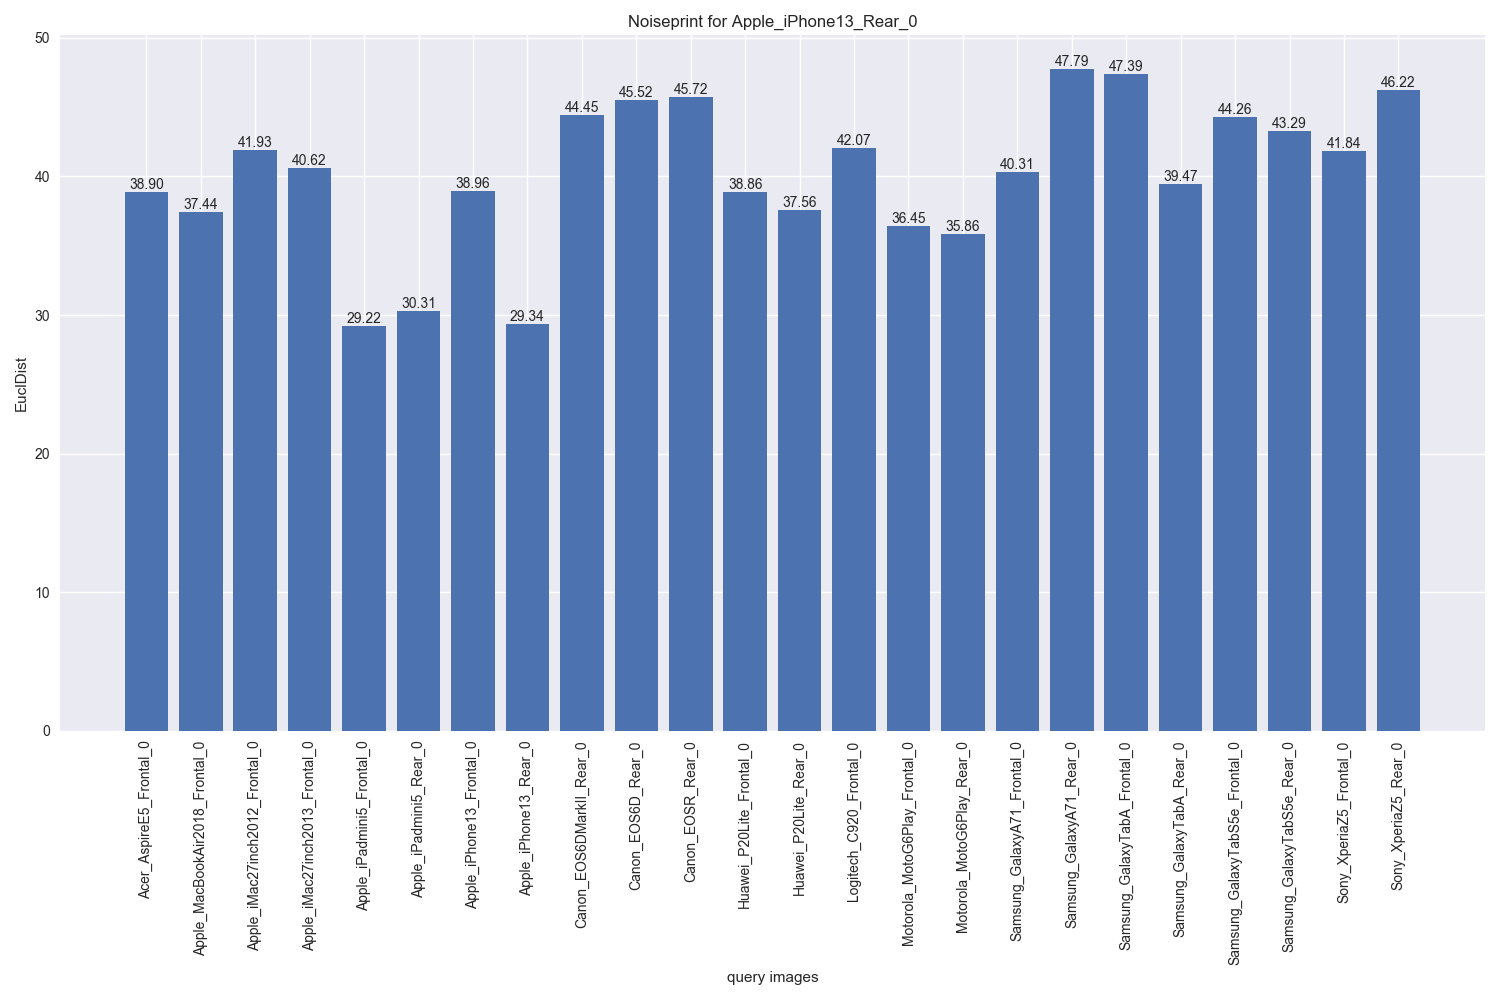 Noiseprint for Apple_iPhone13_Rear_0
EuclDist
50
40
30
20
10
0
38.90
37.44
41.93
40.62
29.22
30.31
38.96
29.34
44.45
45.52
45.72
38.86
37.56
42.07
36.45
35.86
40.31
47.79
47.39
39.47
44.26
43.29
41.84
46.22
Acer_AspireE5_Frontal_0
Apple_MacBookAir2018_Frontal_0
Apple_iMac27inch2012_Frontal_0
Apple_iMac27inch2013_Frontal_0
Apple_iPadmini5_Frontal_0
Apple_iPadmini5_Rear_0
Apple_iPhone13_Frontal_0
Apple_iPhone13_Rear_0
Canon_EOS6DMarkII_Rear_0
Canon_EOS6D_Rear_0
Canon_EOSR_Rear_0
Huawei_P20Lite_Frontal_0
Huawei_P20Lite_Rear_0
Logitech_C920_Frontal_0
Motorola_MotoG6Play_Frontal_0
Motorola_MotoG6Play_Rear_0
Samsung_GalaxyA71_Frontal_0
Samsung_GalaxyA71_Rear_0
Samsung_GalaxyTabA_Frontal_0
Samsung_GalaxyTabA_Rear_0
Samsung_GalaxyTabS5e_Frontal_0
Samsung_GalaxyTabS5e_Rear_0
Sony_XperiaZ5_Frontal_0
Sony_XperiaZ5_Rear_0
query images